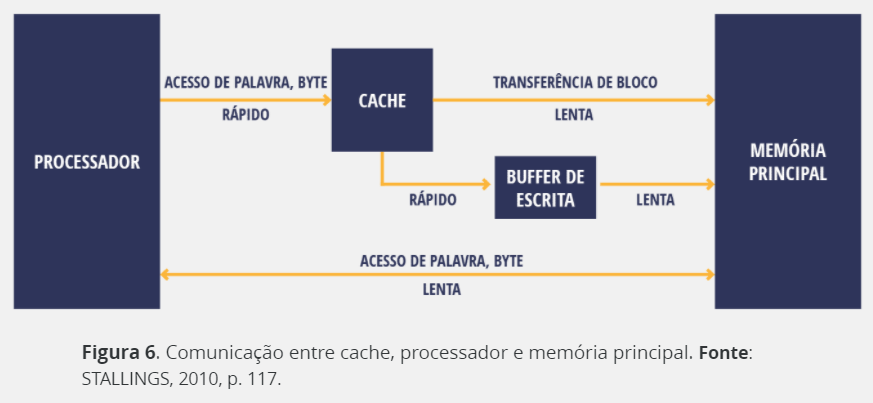 PROCESSADOR
ACESSO DE PALAVRA, BYTE
RÁPIDO
CACHE
TRANSFERÊNCIA DE BLOCO
LENTA
RÁPIDO
BUFFER DE
ESCRITA
LENTA
MEMÓRIA
PRINCIPAL
ACESSO DE PALAVRA, BYTE
LENTA
Figura 6. Comunicação entre cache, processador e memória principal. Fonte:
STALLINGS, 2010, p. 117.